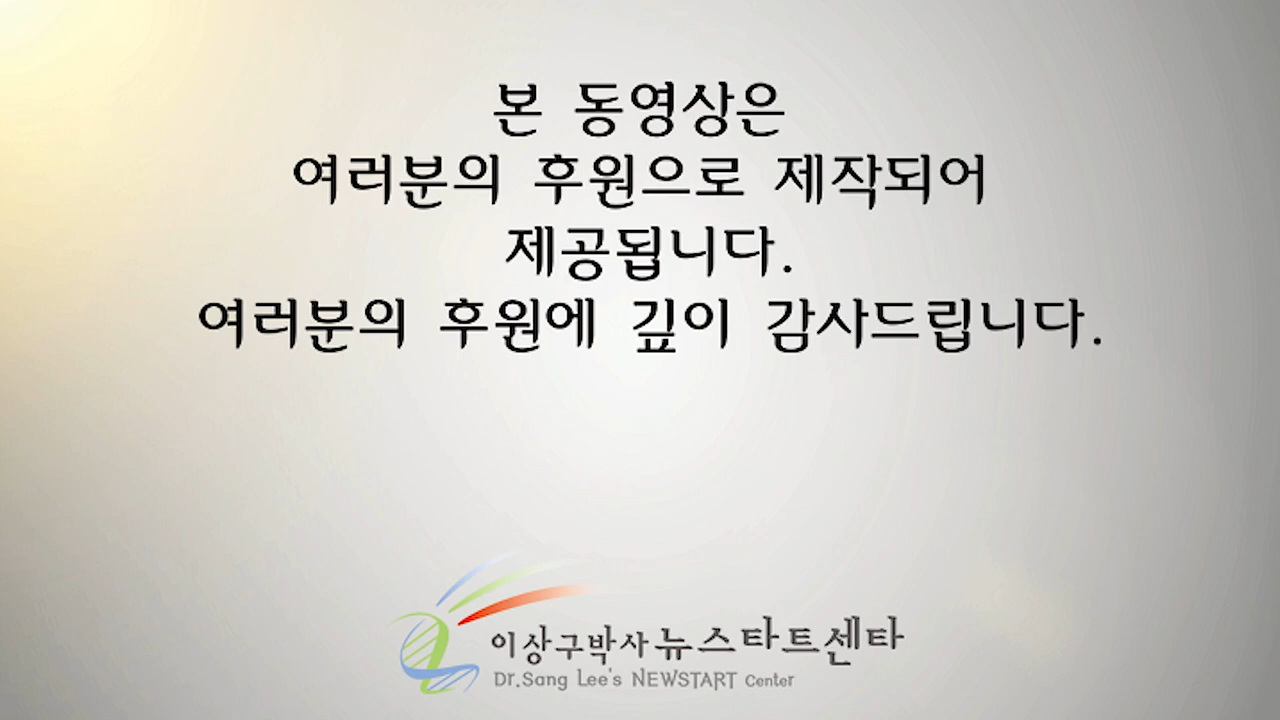 본 동영상은
여러분의 후원으로 제작되어
제공됩니다.
여러분의 후원에 깊이 감사드립니다.
이상구박사 뉴스타트센타
Dr.Sang Lee's NEWSTART Center